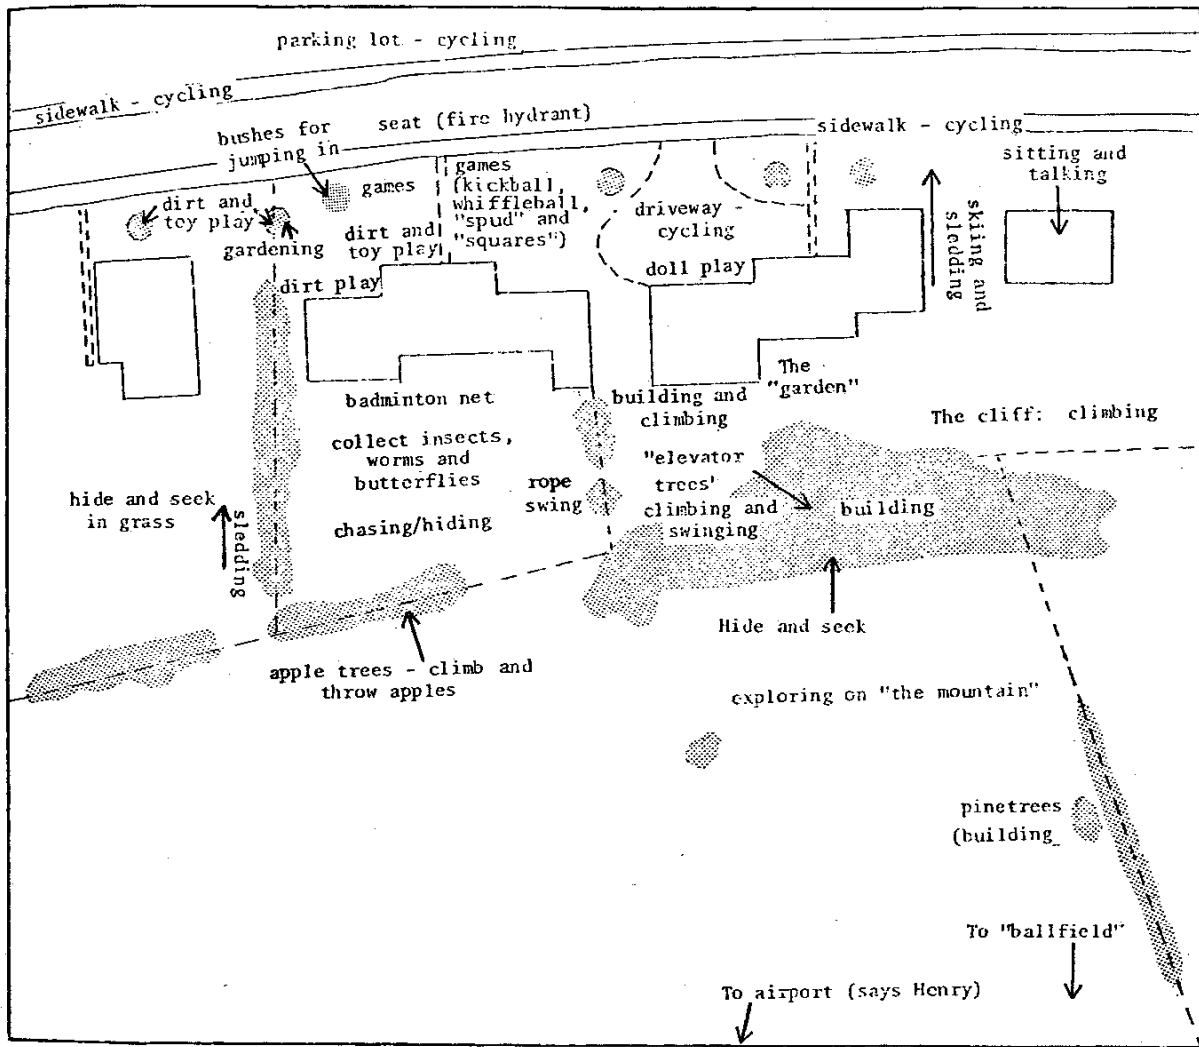 parking lot - cycling
sidewalk - cycling
bushes for
jumping in
seat (fire hydrant)
sidewalk - cycling
sitting and
talking
dirt and
toy play
games
games
(kickball,
whiffleball,
"spud" and
"squares")
driveway -
cycling
skiing and
sledding
gardening
dirt and
toy play
dirt play
doll play
The
"garden"
badminton net
building and
climbing
The cliff: climbing
collect insects,
worms and
butterflies
"elevator
trees'
climbing and
swinging
rope
swing
building
hide and seek
in grass
sledding
chasing/hiding
Hide and seek
apple trees - climb and
throw apples
exploring on "the mountain"
pinetrees
(building
To "ballfield"
To airport (says Henry)